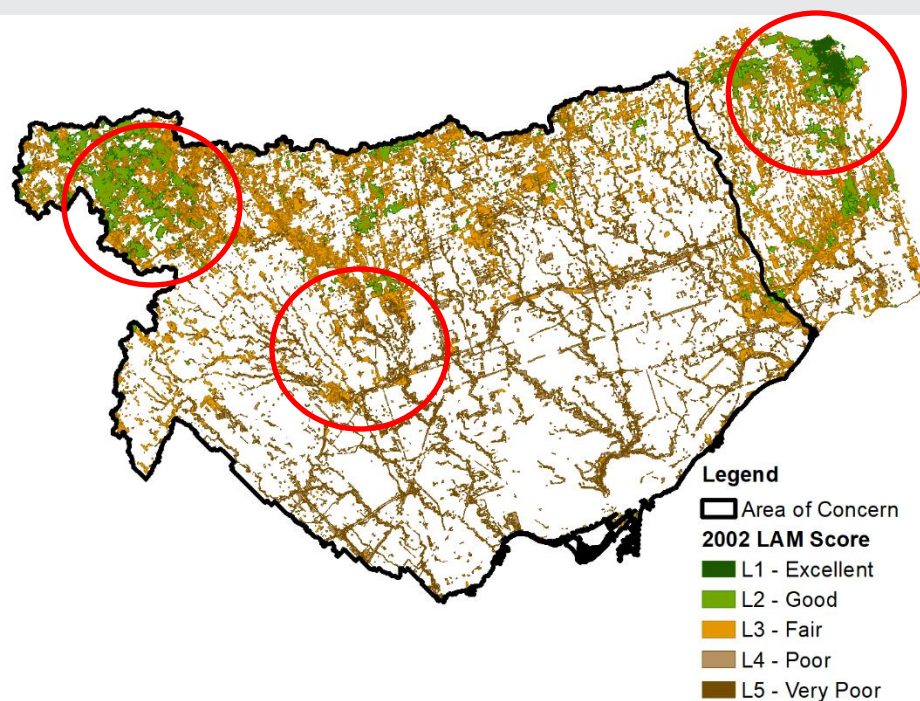 Legend
Area of Concern
2002 LAM Score
L1 - Excellent
L2 - Good
L3 - Fair
L4 - Poor
L5 - Very Poor